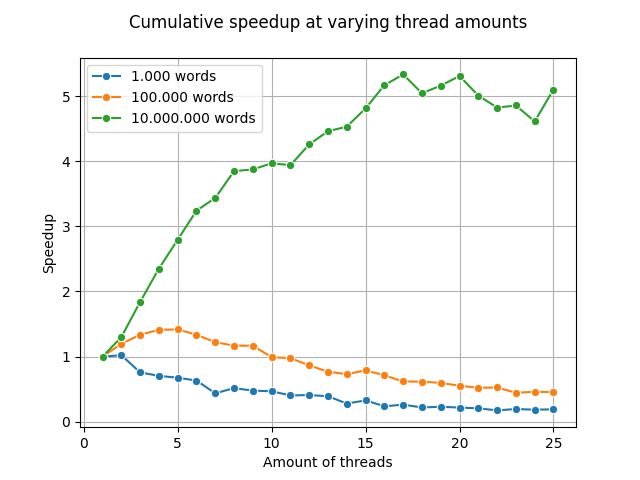 Cumulative speedup at varying thread amounts
1.000 words
100.000 words
10.000.000 words
5
4
3
2
1
0
Speedup
0 5 10 15 20 25
Amount of threads